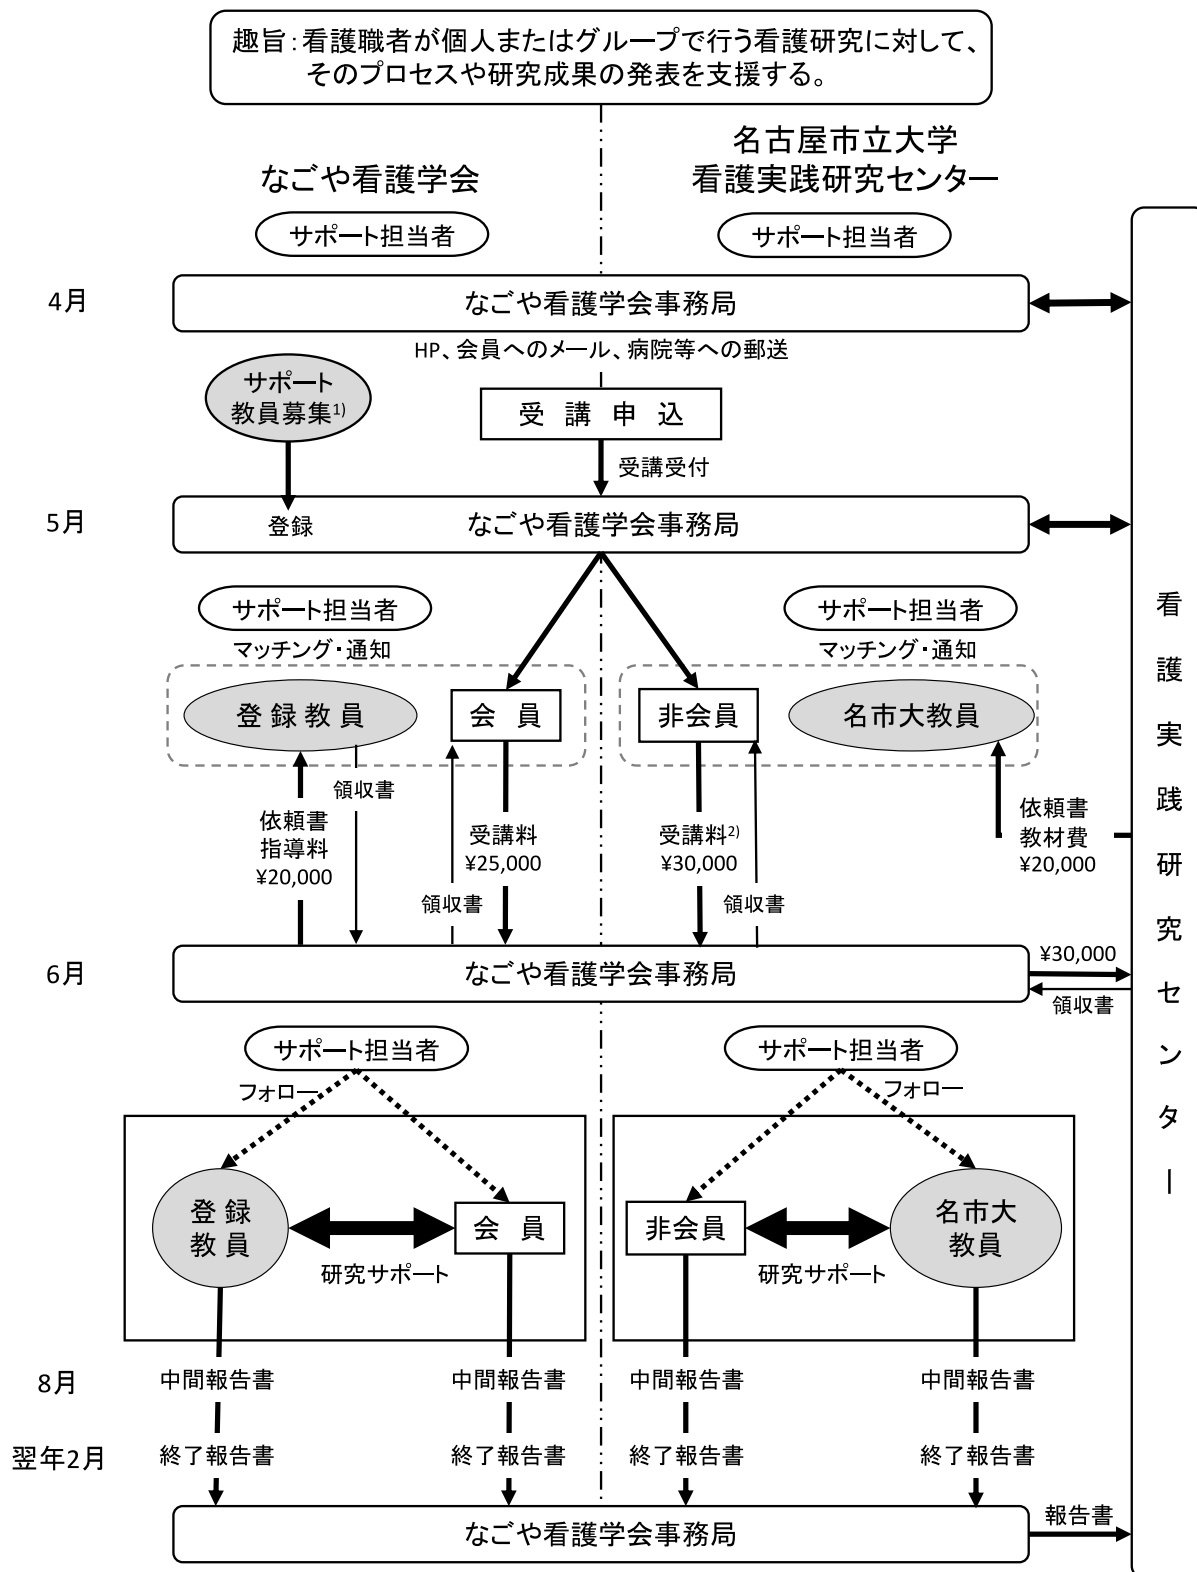 趣旨：看護職者が個人またはグループで行う看護研究に対して、
そのプロセスや研究成果の発表を支援する。
なごや看護学会
名古屋市立大学
看護実践研究センター
サポート担当者
サポート担当者
4月
なごや看護学会事務局
HP、会員へのメール、病院等への郵送
サポート
教員募集1)
受講申込
受講受付
5月
登録
なごや看護学会事務局
サポート担当者
マッチング・通知
サポート担当者
マッチング・通知
登録教員
会員
非会員
名市大教員
領収書
依頼書
指導料
¥20,000
受講料
¥25,000
領収書
受講料2)
¥30,000
領収書
依頼書
教材費
¥20,000
6月
なごや看護学会事務局
¥30,000
領収書
サポート担当者
フォロー
サポート担当者
フォロー
登録
教員
会員
研究サポート
非会員
名市大
教員
研究サポート
8月
中間報告書
中間報告書
中間報告書
中間報告書
翌年2月
終了報告書
終了報告書
終了報告書
終了報告書
なごや看護学会事務局
報告書
看護実践研究センター